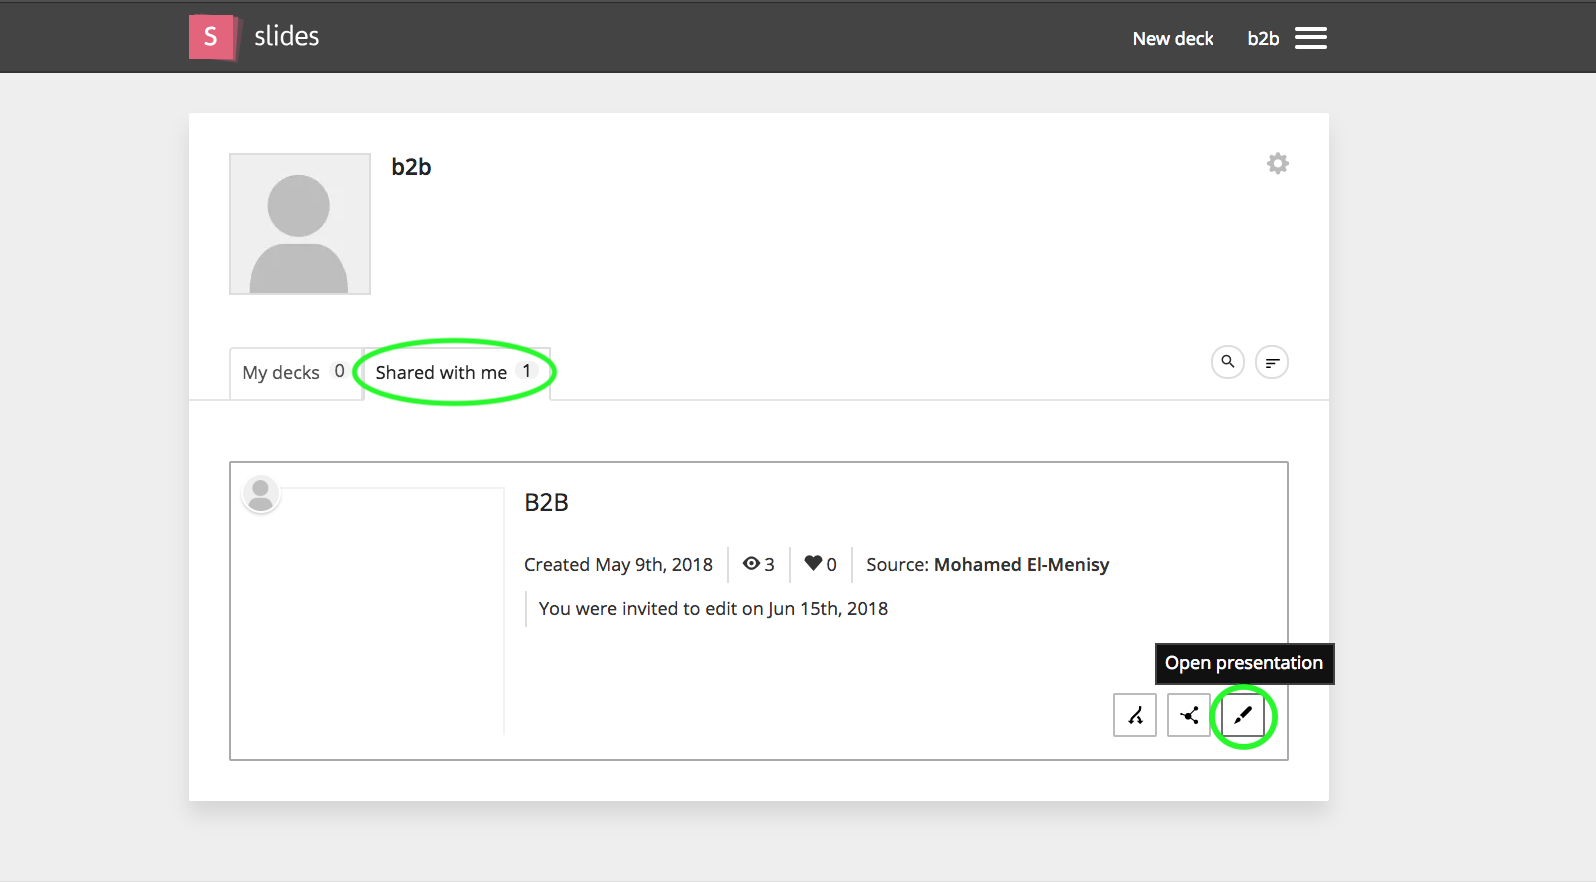 S slides New deck b2b
b2b
My decks 0 Shared with me 1
B2B
Created May 9th, 2018 3 0 Source: Mohamed El-Menisy
You were invited to edit on Jun 15th, 2018
Open presentation